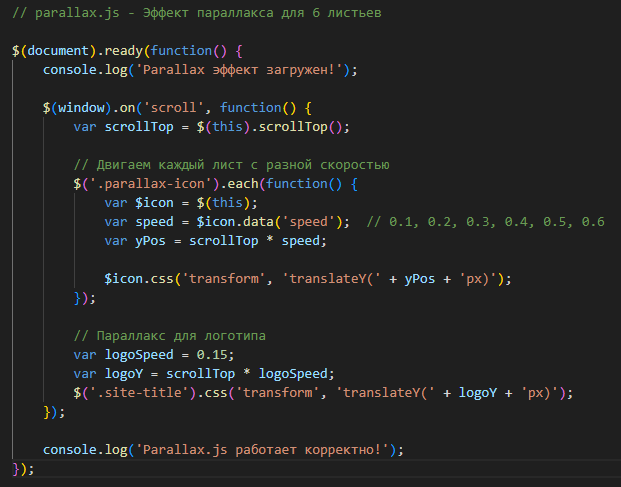 // parallax.js - Эффект параллакса для 6 листьев
$(document).ready(function() {
console.log('Parallax эффект загружен!');
$(window).on('scroll', function() {
var scrollTop = $(this).scrollTop();
// Двигаем каждый лист с разной скоростью
$('.parallax-icon').each(function() {
var $icon = $(this);
var speed = $icon.data('speed');  // 0.1, 0.2, 0.3, 0.4, 0.5, 0.6
var yPos = scrollTop * speed;
$icon.css('transform', 'translateY(' + yPos + 'px)');
});
// Параллакс для логотипа
var logoSpeed = 0.15;
var logoY = scrollTop * logoSpeed;
$('.site-title').css('transform', 'translateY(' + logoY + 'px)');
});
console.log('Parallax.js работает корректно!');
});